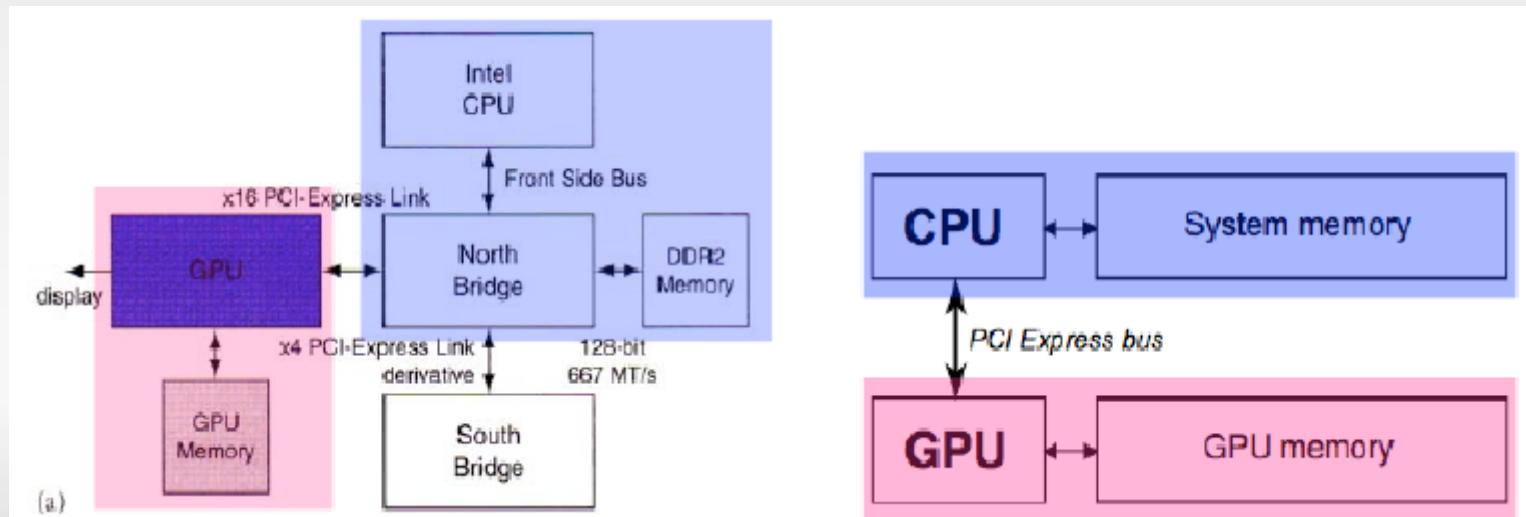 Intel
CPU
Front Side Bus
x16 PCI-Express Link
GPU
North
Bridge
DDR2
Memory
display
x4 PCI-Express Link
derivative
128-bit
667 MT/s
GPU
Memory
South
Bridge
(a)
CPU
System memory
PCI Express bus
GPU
GPU memory